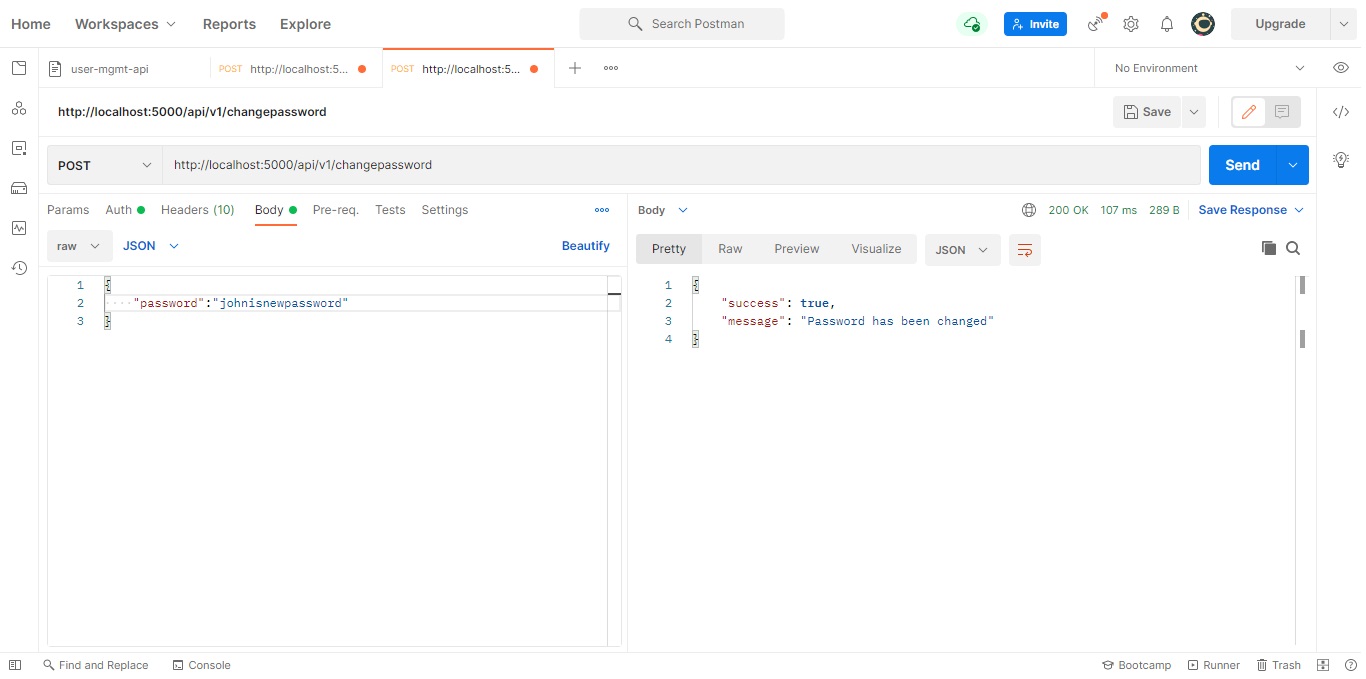 Home Workspaces Reports Explore Search Postman Invite Upgrade
user-mgmt-api POST http://localhost:5... POST http://localhost:5... No Environment
http://localhost:5000/api/v1/changepassword Save
POST http://localhost:5000/api/v1/changepassword Send
Params Auth Headers (10) Body Pre-req. Tests Settings
Body 200 OK 107 ms 289 B Save Response
raw JSON Beautify
Pretty Raw Preview Visualize JSON
1 {
2 "password":"johnisnewpassword"
3 }
1 {
2 "success": true,
3 "message": "Password has been changed"
4 }
Find and Replace Console Bootcamp Runner Trash